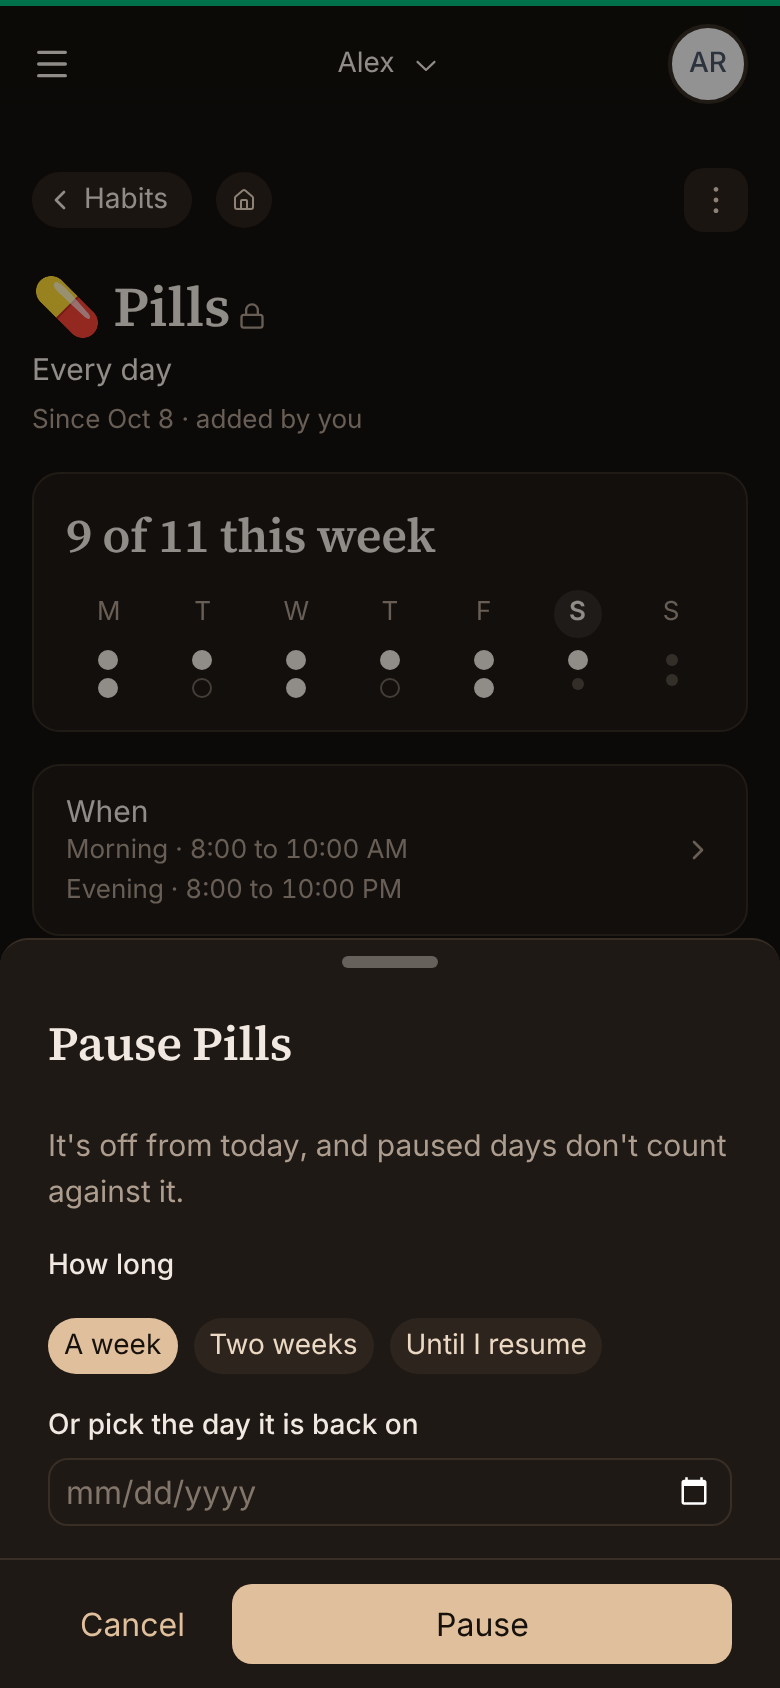 Alex
AR
Habits
Pills
Every day
Since Oct 8 · added by you
9 of 11 this week
M T W T F S S
When
Morning · 8:00 to 10:00 AM
Evening · 8:00 to 10:00 PM
Pause Pills
It's off from today, and paused days don't count
against it.
How long
A week Two weeks Until I resume
Or pick the day it is back on
mm/dd/yyyy
Cancel Pause